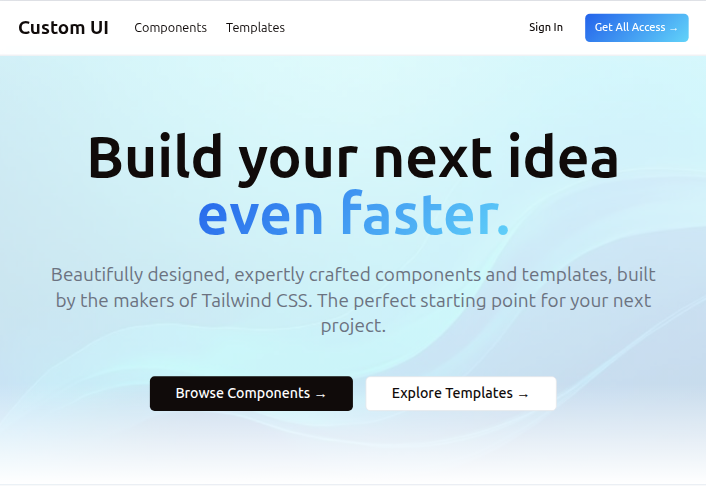 Custom UI Components Templates Sign In Get All Access →
Build your next idea
even faster.
Beautifully designed, expertly crafted components and templates, built
by the makers of Tailwind CSS. The perfect starting point for your next
project.
Browse Components → Explore Templates →